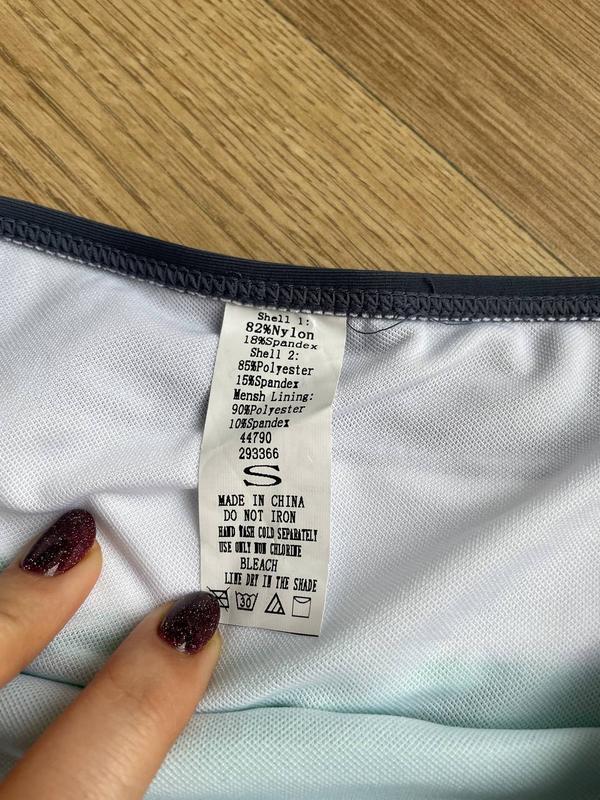 Shell 1:
82%Nylon
18%Spandex
Shell 2:
85%Polyester
15%Spandex
Mensh Lining:
90%Polyester
10%Spandex
44790
293366
S
MADE IN CHINA
DO NOT IRON
HAND WASH COLD SEPARATELY
USE ONLY NON CHLORINE
BLEACH
LINE DRY IN THE SHADE
30